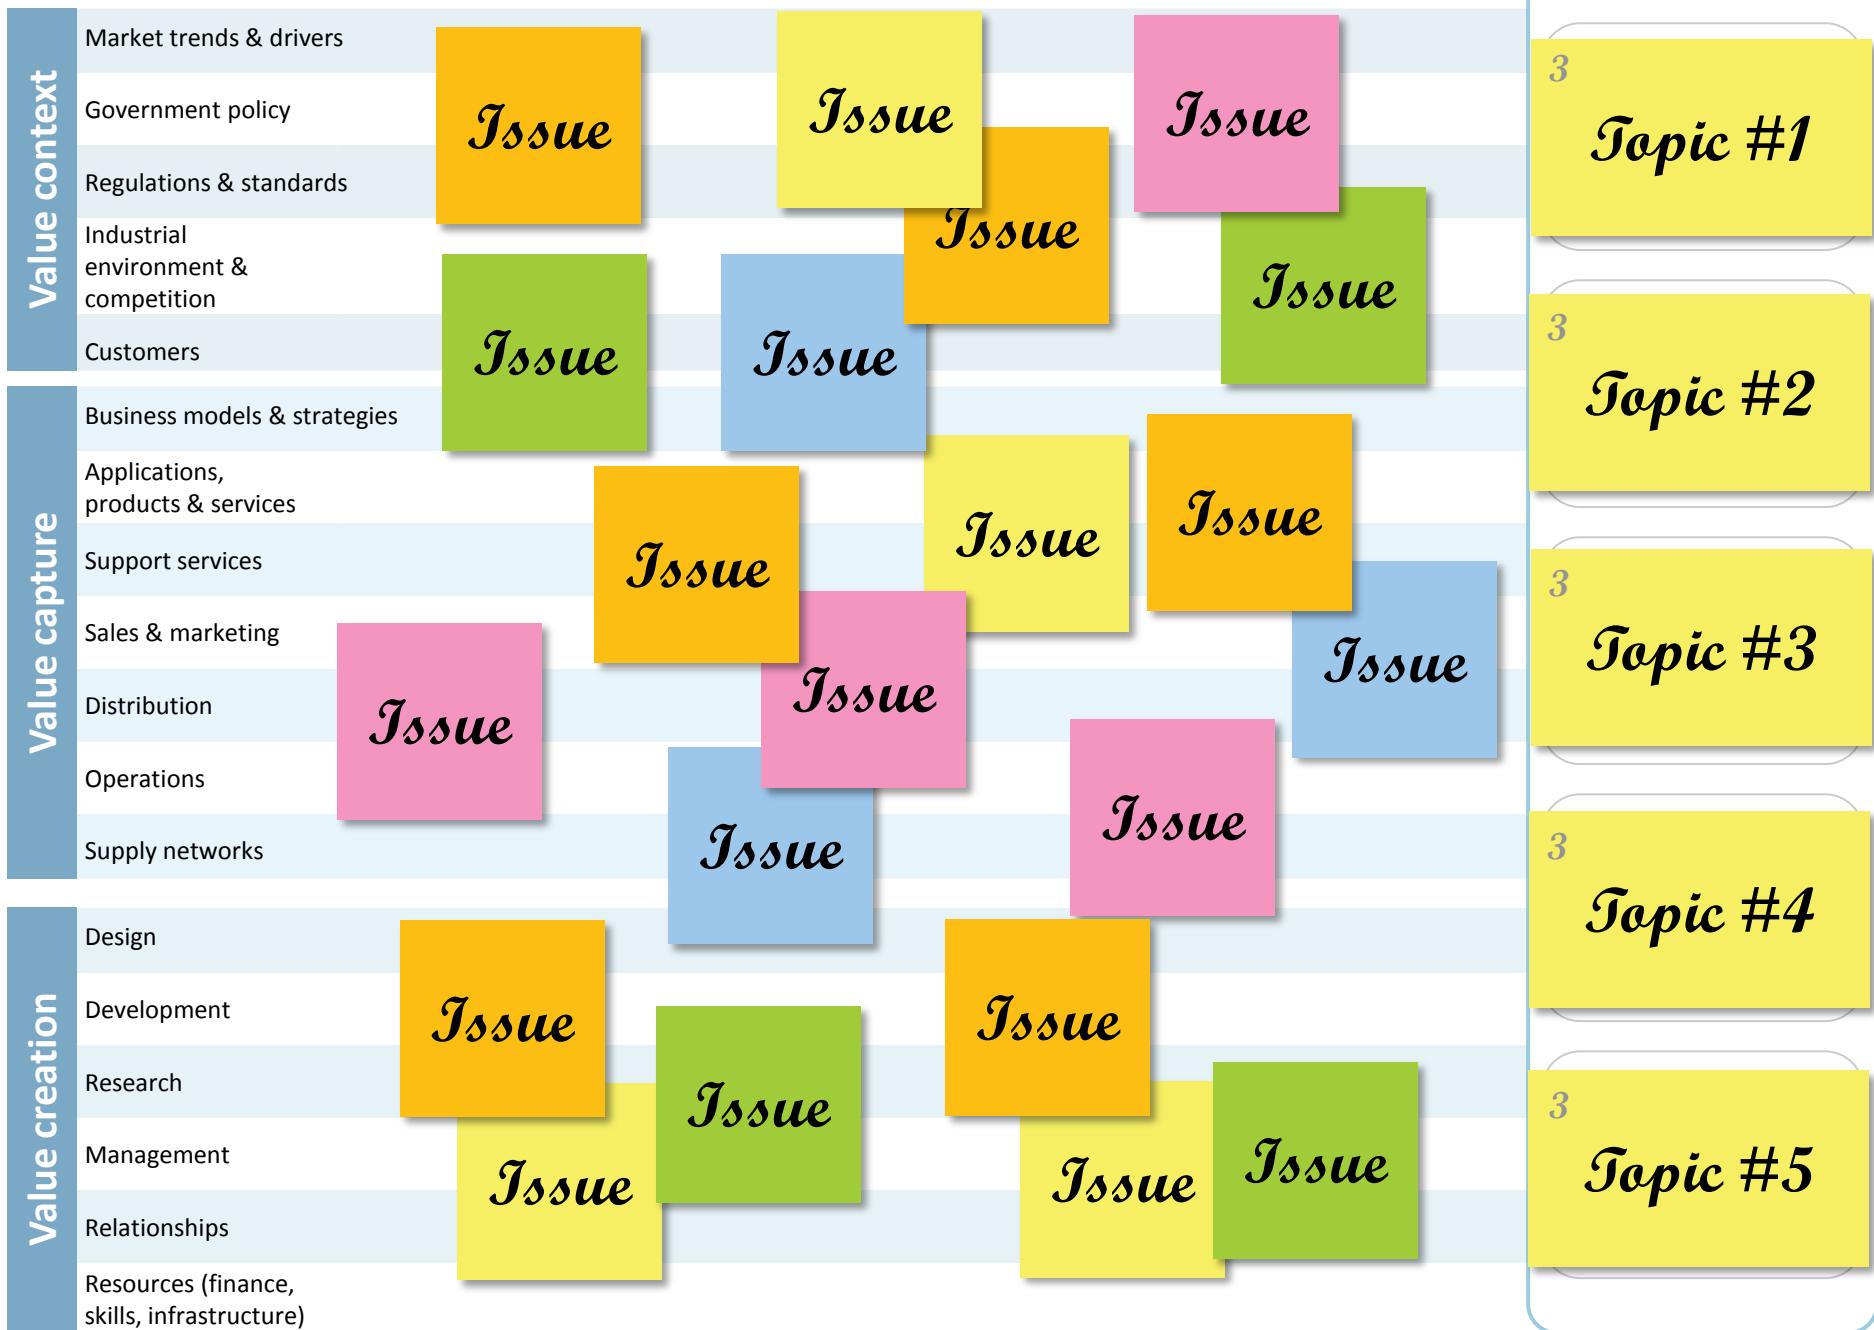 Value context
Market trends & drivers
Government policy
Regulations & standards
Industrial
environment &
competition
Customers
Issue
Issue
Issue
Issue
Issue
Issue
Issue
Value capture
Business models & strategies
Applications,
products & services
Support services
Sales & marketing
Distribution
Operations
Supply networks
Issue
Issue
Issue
Issue
Issue
Issue
Issue
Issue
Value creation
Design
Development
Research
Management
Relationships
Resources (finance,
skills, infrastructure)
Issue
Issue
Issue
Issue
Issue
Issue
3
Topic #1
3
Topic #2
3
Topic #3
3
Topic #4
3
Topic #5